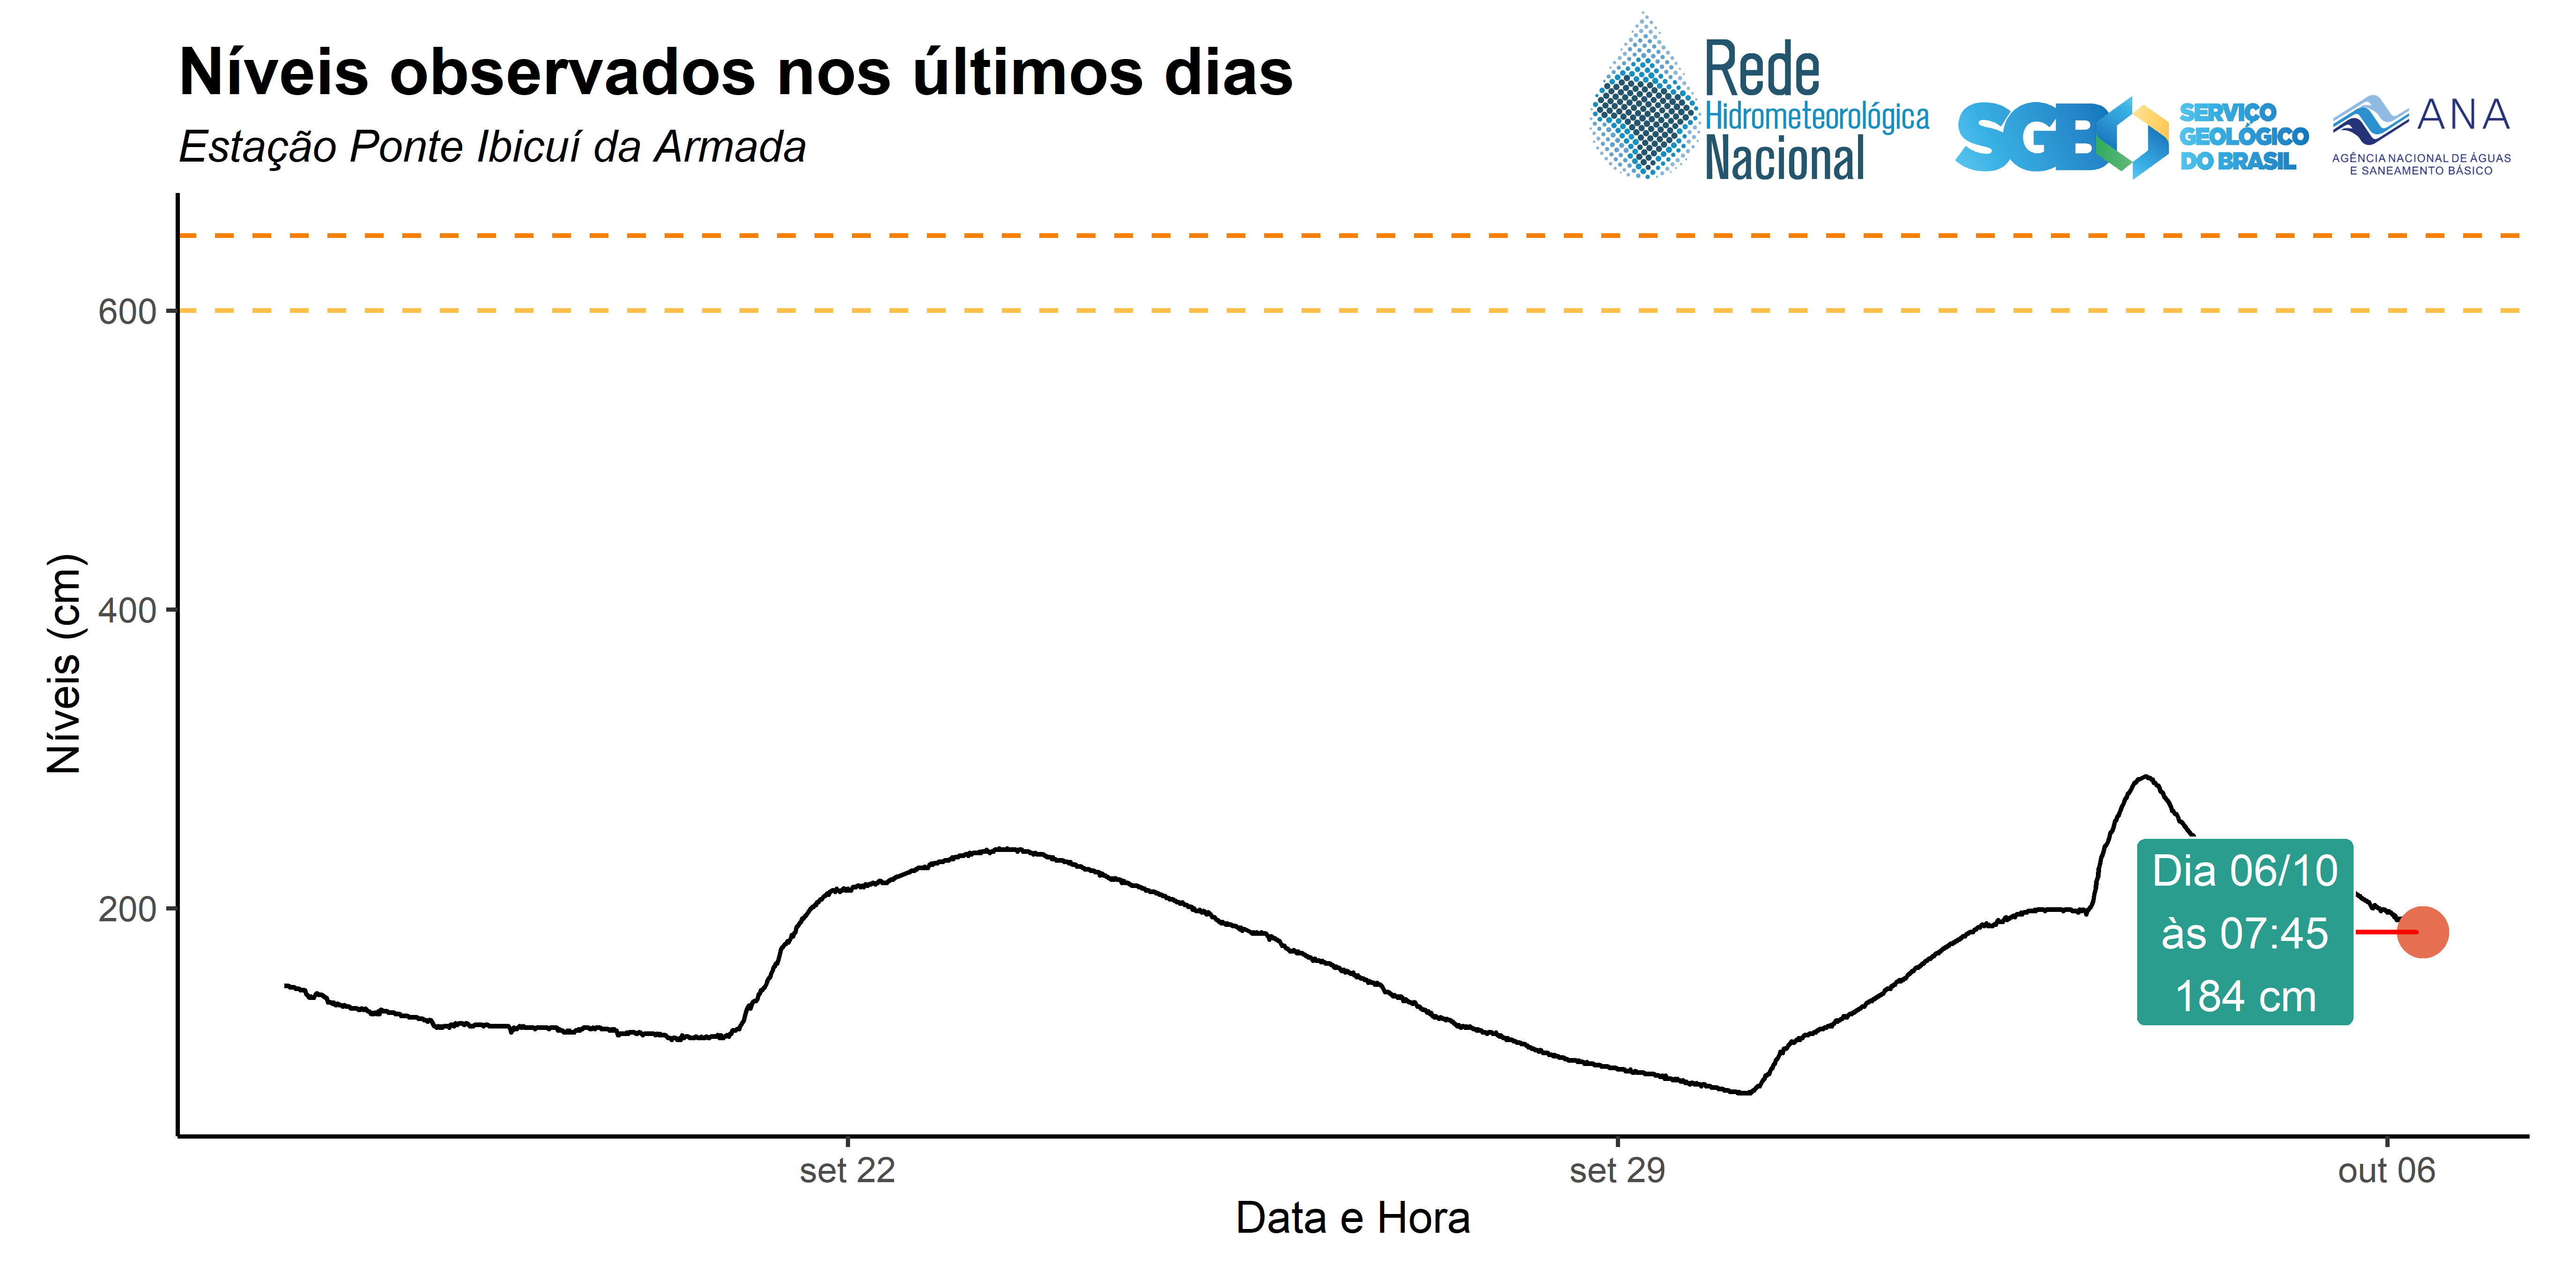 Níveis observados nos últimos dias
Estação Ponte Ibicuí da Armada
Rede
Hidrometeorológica
Nacional
SGB
SERVIÇO
GEOLÓGICO
DO BRASIL
ANA
AGÊNCIA NACIONAL DE ÁGUAS
E SANEAMENTO BÁSICO
Níveis (cm)
600
400
200
Dia 06/10
às 07:45
184 cm
set 22
set 29
out 06
Data e Hora